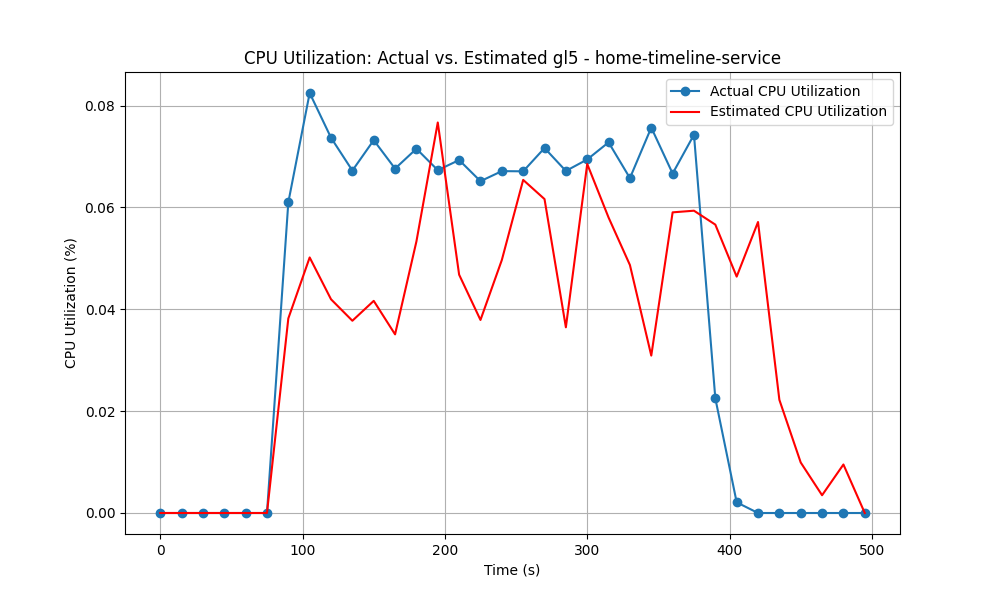 CPU Utilization: Actual vs. Estimated gl5 - home-timeline-service
Actual CPU Utilization
Estimated CPU Utilization
CPU Utilization (%)
0.08
0.06
0.04
0.02
0.00
0 100 200 300 400 500
Time (s)